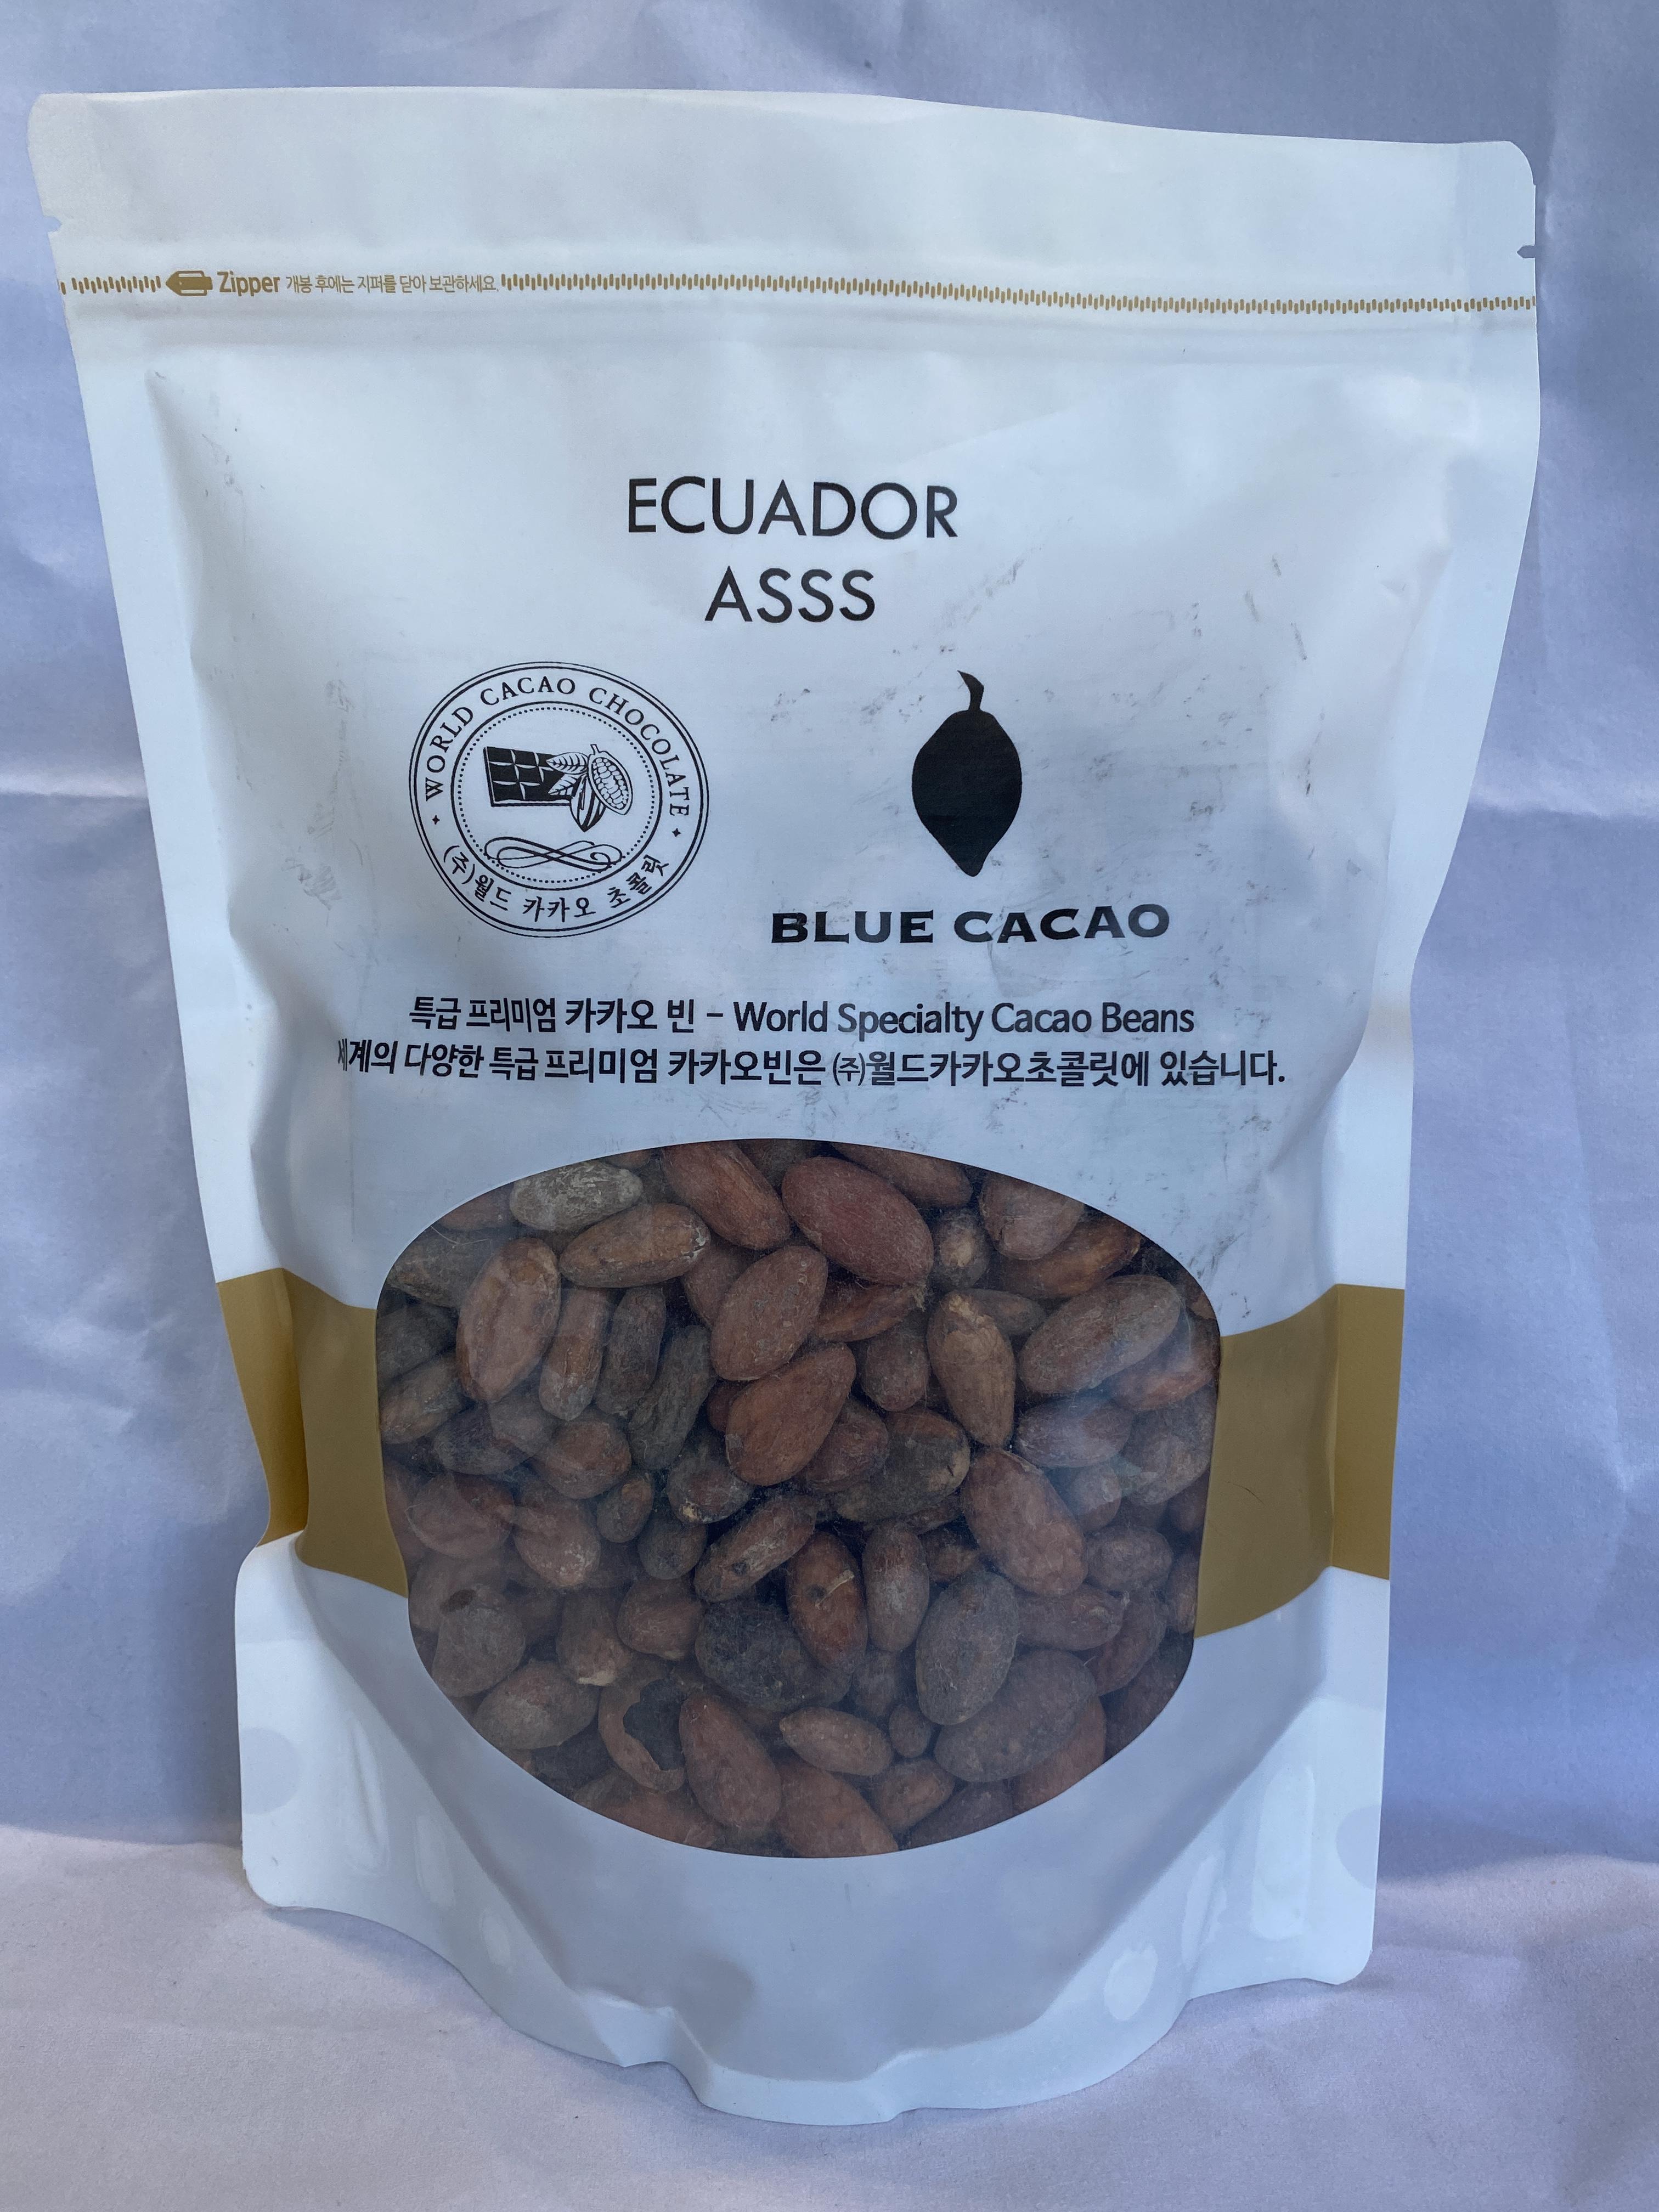 Zipper 개봉 후에는 지퍼를 닫아 보관하세요.
ECUADOR
ASSS
WORLD CACAO CHOCOLATE
(주)월드 카카오 초콜릿
BLUE CACAO
특급 프리미엄 카카오 빈 - World Specialty Cacao Beans
세계의 다양한 특급 프리미엄 카카오빈은 ㈜월드카카오초콜릿에 있습니다.